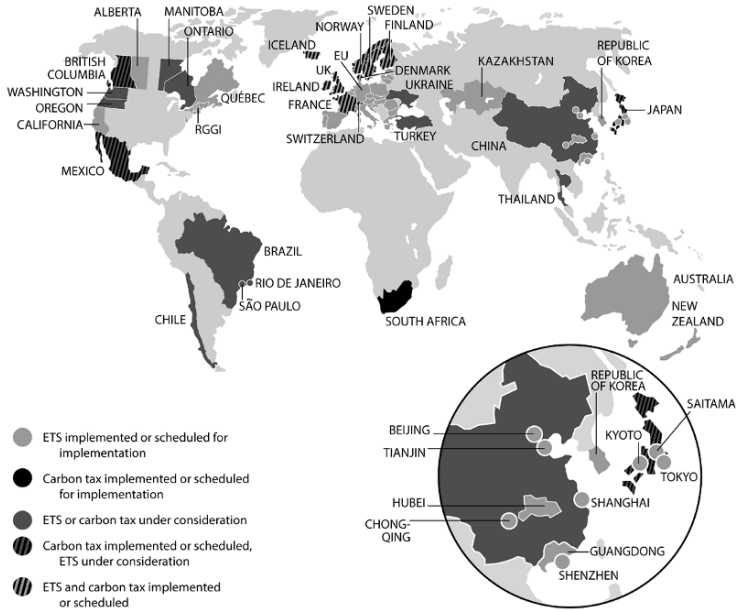 ALBERTA
MANITOBA
ONTARIO
BRITISH
COLUMBIA
WASHINGTON
OREGON
CALIFORNIA
QUÉBEC
RGGI
MEXICO
ICELAND
NORWAY
SWEDEN
FINLAND
EU
UK
IRELAND
FRANCE
SWITZERLAND
DENMARK
UKRAINE
TURKEY
KAZAKHSTAN
REPUBLIC
OF KOREA
JAPAN
CHINA
THAILAND
BRAZIL
RIO DE JANEIRO
SÃO PAULO
CHILE
SOUTH AFRICA
AUSTRALIA
NEW
ZEALAND
REPUBLIC
OF KOREA
SAITAMA
BEIJING
TIANJIN
KYOTO
TOKYO
HUBEI
SHANGHAI
CHONG-
QING
GUANGDONG
SHENZHEN
ETS implemented or scheduled for
implementation
Carbon tax implemented or scheduled
for implementation
ETS or carbon tax under consideration
Carbon tax implemented or scheduled,
ETS under consideration
ETS and carbon tax implemented
or scheduled